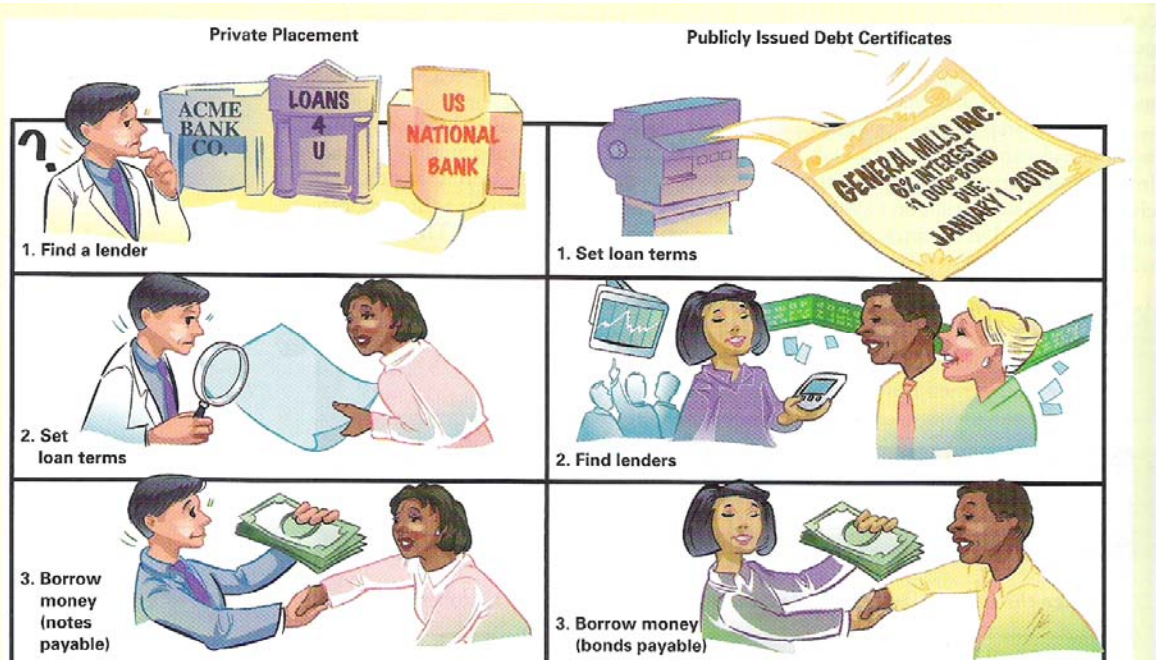 Private Placement
Publicly Issued Debt Certificates
?
ACME
BANK
CO.
LOANS
4
U
US
NATIONAL
BANK
1. Find a lender
GENERAL MILLS INC.
6% INTEREST
$1,000 BOND
DUE:
JANUARY 1, 2010
1. Set loan terms
2. Set
loan terms
2. Find lenders
3. Borrow
money
(notes
payable)
3. Borrow money
(bonds payable)